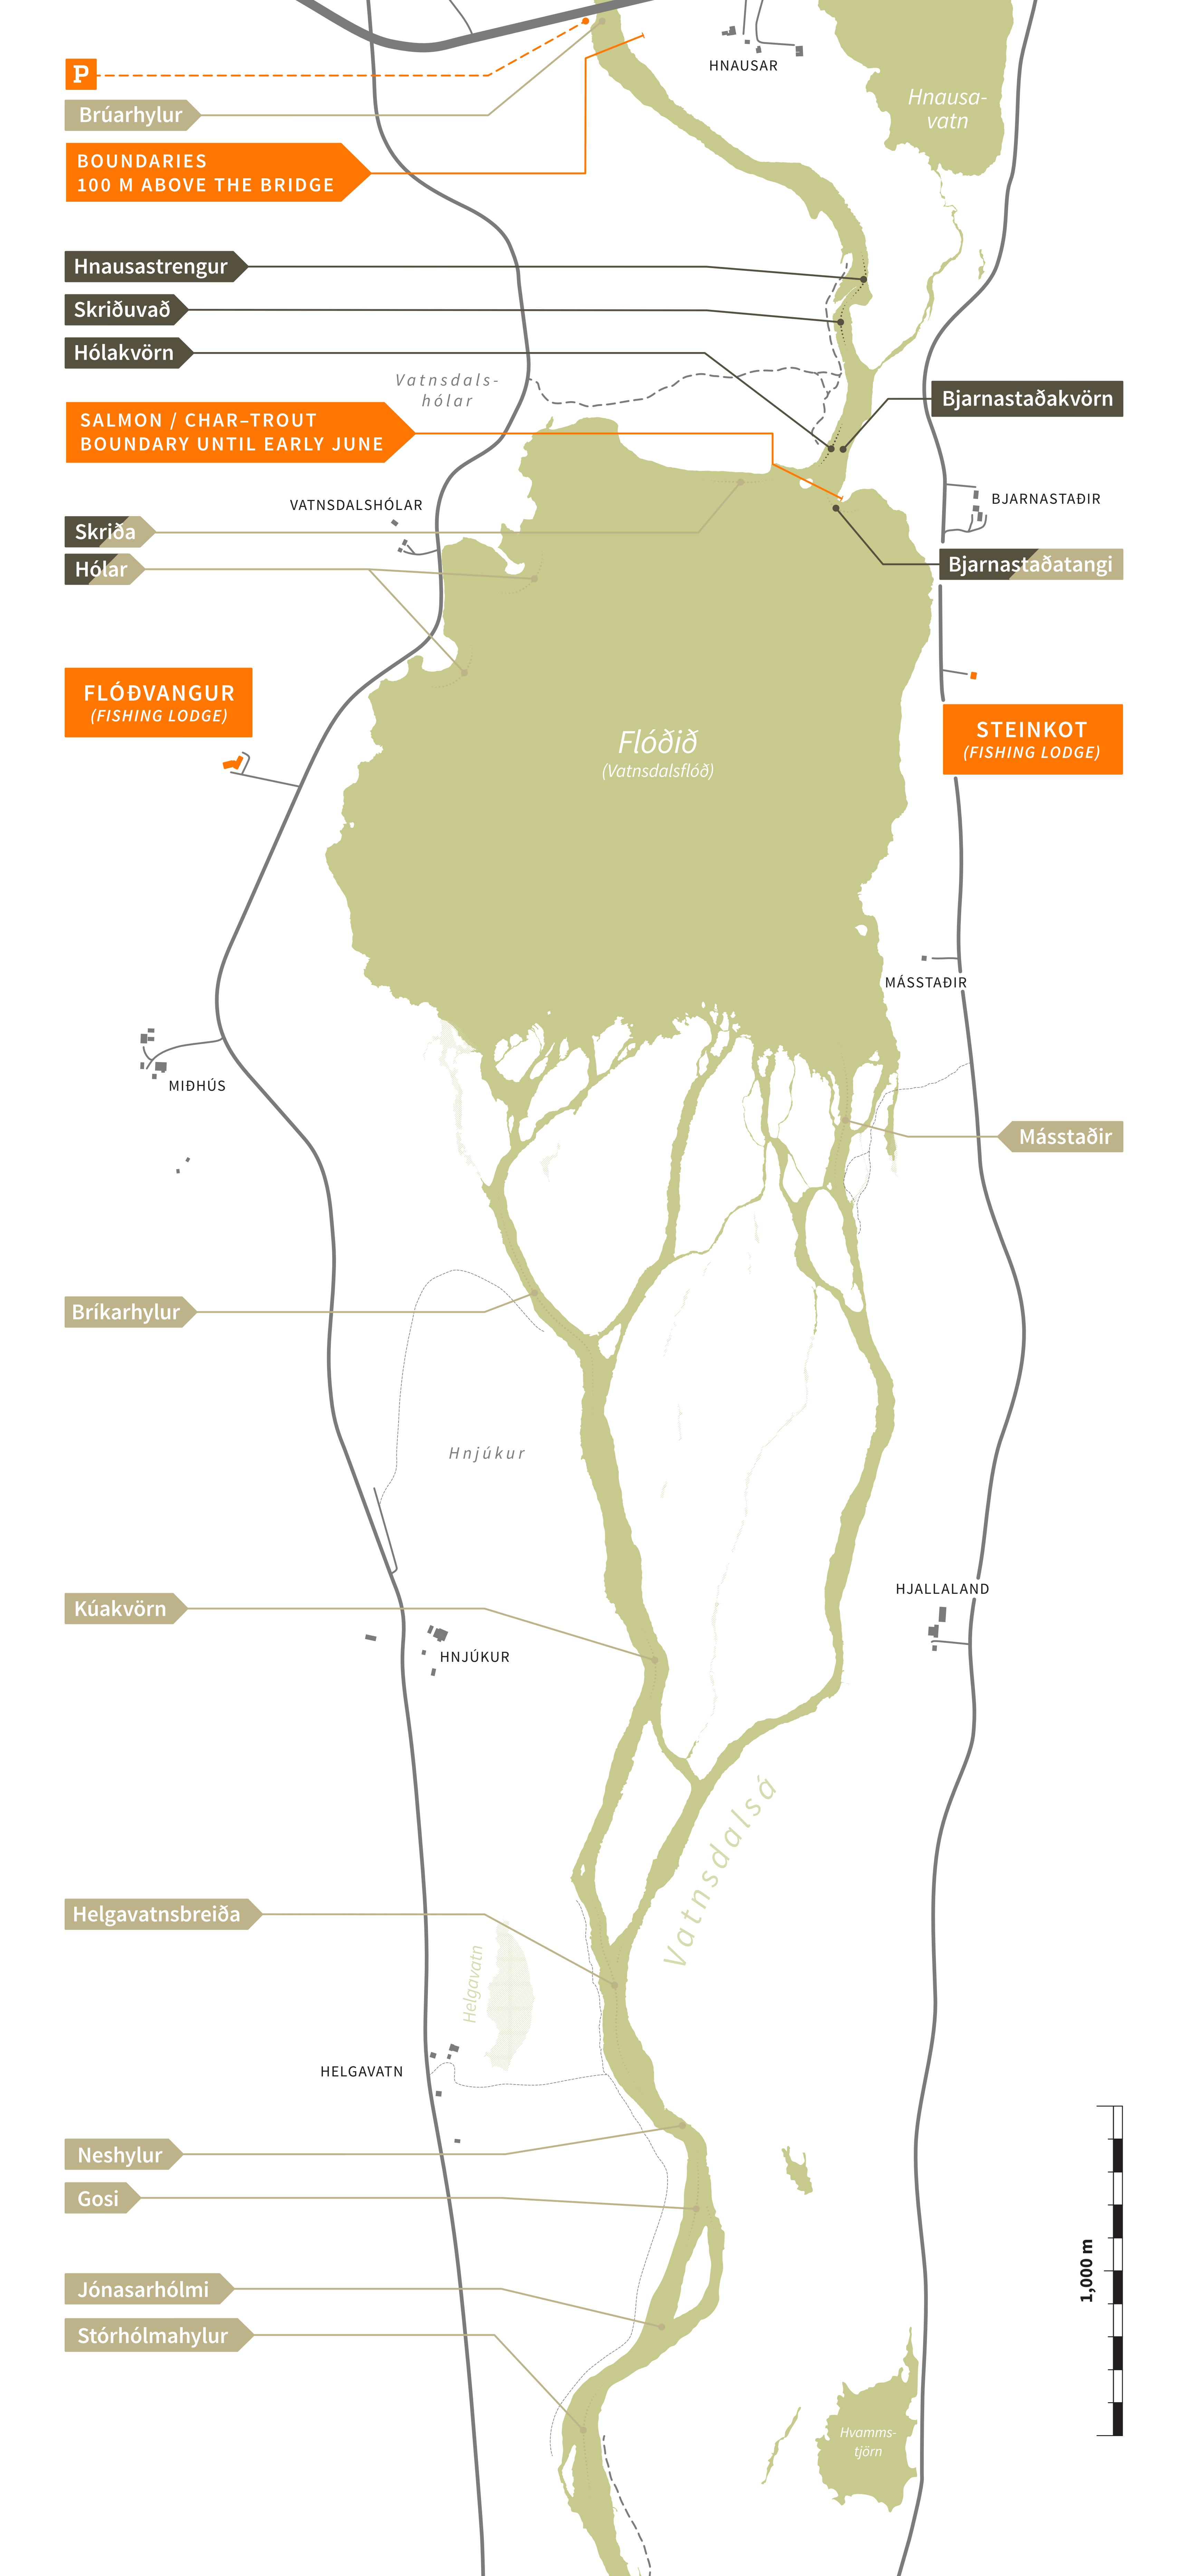 HNAUSAR
P
Hnausa-
vatn
Brúarhylur
BOUNDARIES
100 M ABOVE THE BRIDGE
Hnausastrengur
Skriðuvað
Hólakvörn
Vatnsdals-
hólar
Bjarnastaðakvörn
SALMON / CHAR–TROUT
BOUNDARY UNTIL EARLY JUNE
VATNSDALSHÓLAR
BJARNASTAÐIR
Skriða
Hólar
Bjarnastaðatangi
FLÓÐVANGUR
(FISHING LODGE)
STEINKOT
(FISHING LODGE)
Flóðið
(Vatnsdalsflóð)
MÁSSTAÐIR
MIÐHÚS
Másstaðir
Bríkarhylur
Hnjúkur
HJALLALAND
Kúakvörn
HNJÚKUR
Vatnsdalsá
Helgavatnsbreiða
Helgavatn
HELGAVATN
Neshylur
Gosi
1,000 m
Jónasarhólmi
Stórhólmahylur
Hvamms-
tjörn